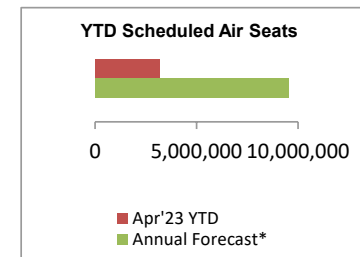 YTD Scheduled Air Seats
0 5,000,000 10,000,000
Apr'23 YTD
Annual Forecast*